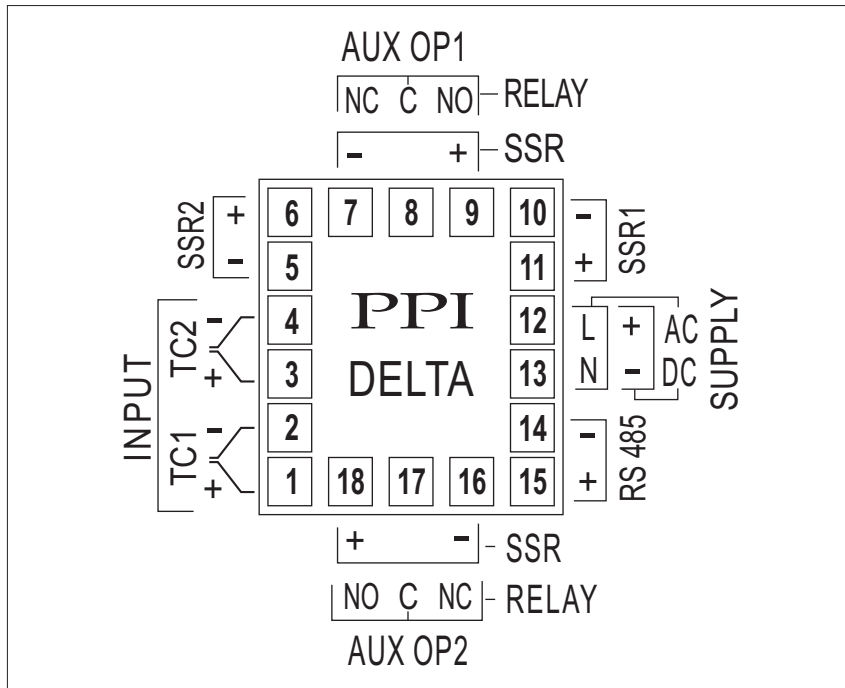 AUX OP1
NC C NO RELAY
- + SSR
SSR2 + -
6 7 8 9 10
5 11
4 12
3 13
2 14
1 18 17 16 15
PPI
DELTA
- + SSR1
L + AC
N - DC
SUPPLY
- + RS 485
INPUT
TC2 - +
TC1 - +
+ - SSR
NO C NC RELAY
AUX OP2